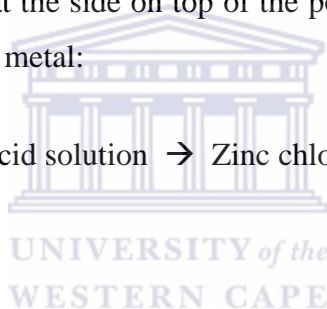 at the side on top of the
metal:
cid solution → Zinc chlo
UNIVERSITY of the
WESTERN CAPE